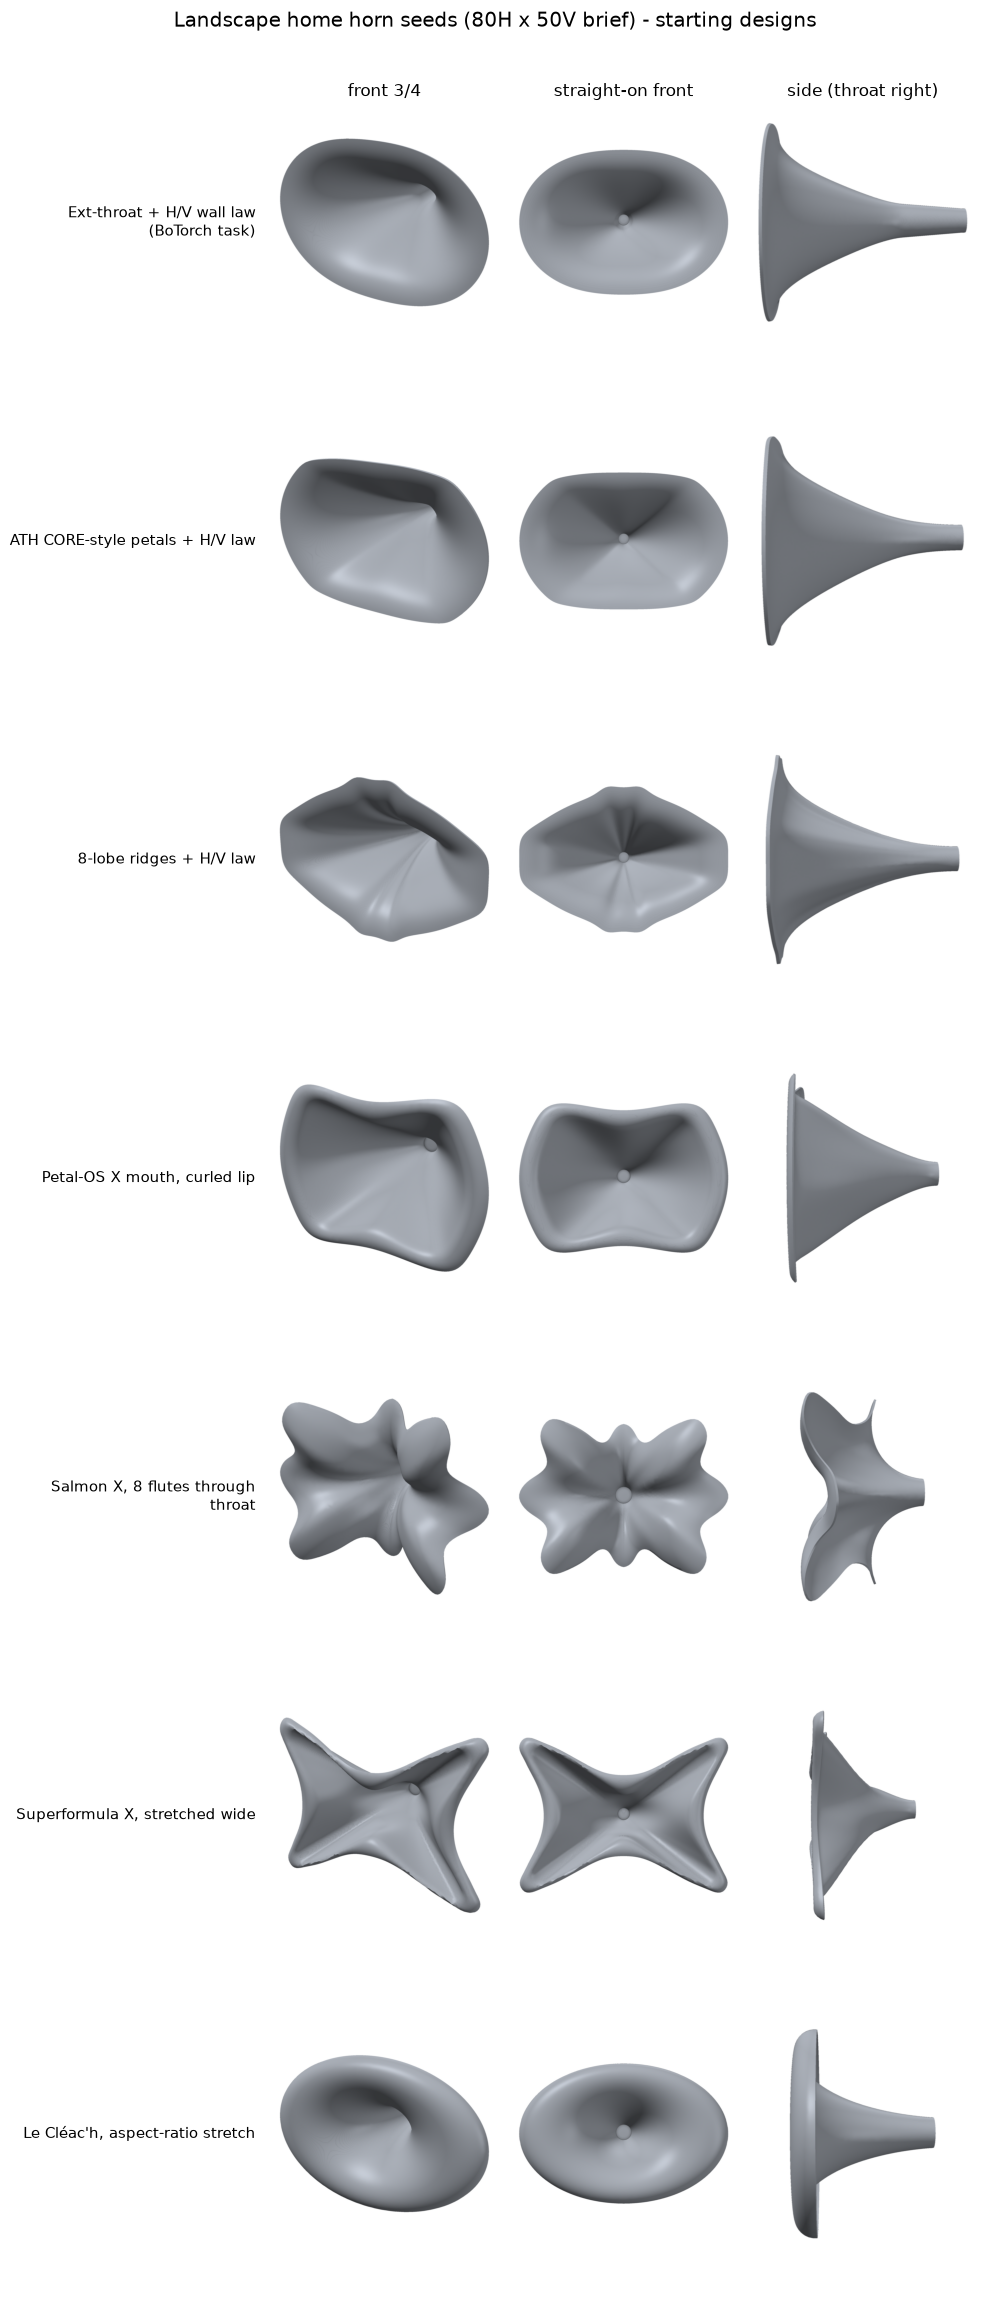 Landscape home horn seeds (80H x 50V brief) - starting designs
front 3/4
straight-on front
side (throat right)
Ext-throat + H/V wall law
(BoTorch task)
ATH CORE-style petals + H/V law
8-lobe ridges + H/V law
Petal-OS X mouth, curled lip
Salmon X, 8 flutes through
throat
Superformula X, stretched wide
Le Cléac'h, aspect-ratio stretch